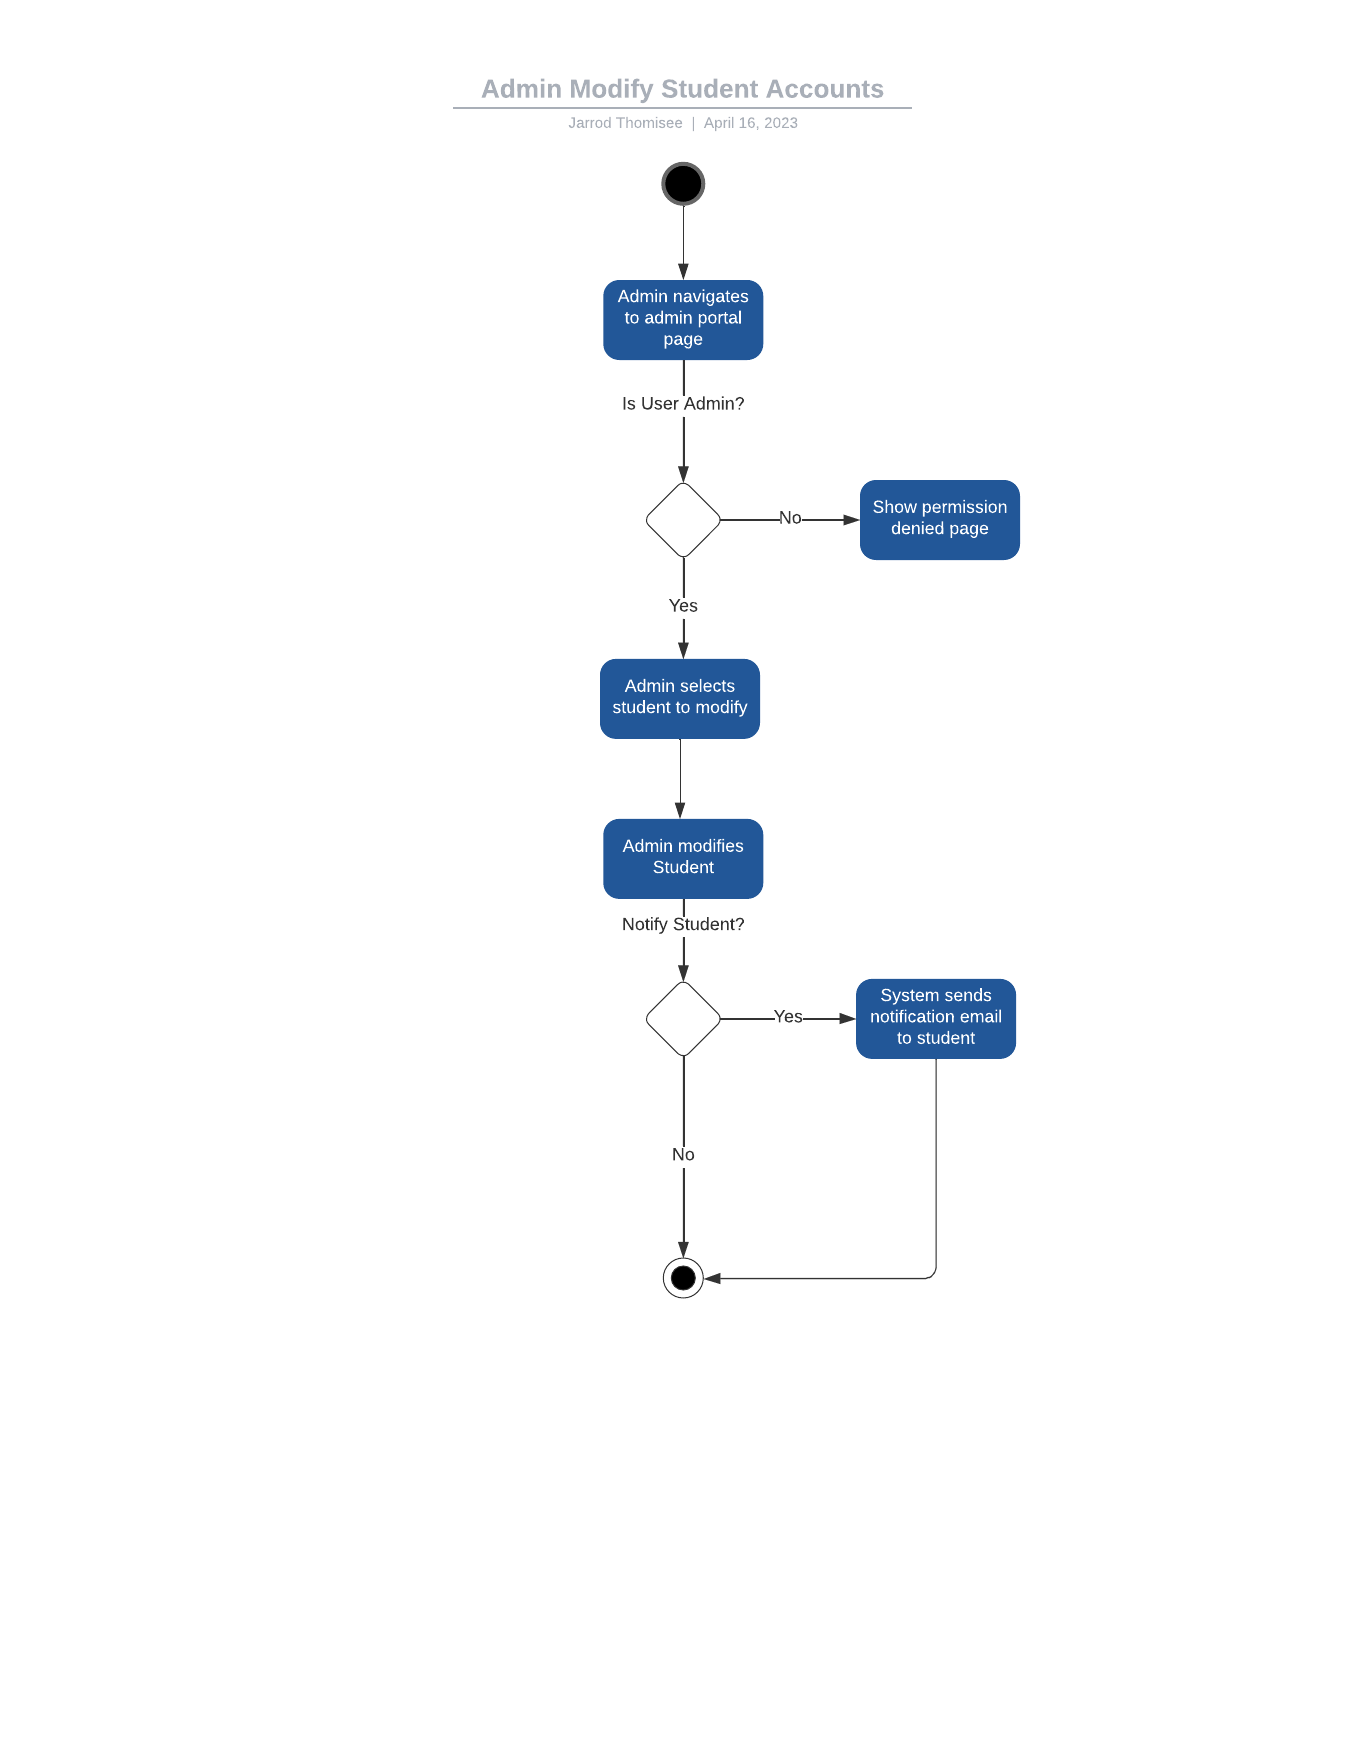 Admin Modify Student Accounts
Jarrod Thomisee | April 16, 2023
Admin navigates
to admin portal
page
Is User Admin?
No
Show permission
denied page
Yes
Admin selects
student to modify
Admin modifies
Student
Notify Student?
Yes
System sends
notification email
to student
No